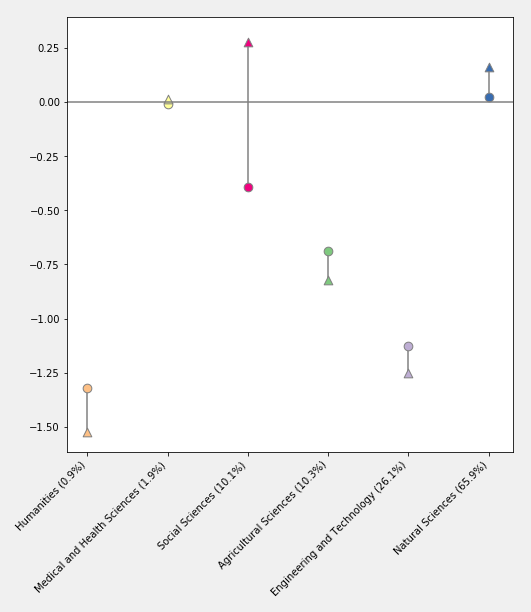 0.25
0.00
−0.25
−0.50
−0.75
−1.00
−1.25
−1.50
Humanities (0.9%)
Medical and Health Sciences (1.9%)
Social Sciences (10.1%)
Agricultural Sciences (10.3%)
Engineering and Technology (26.1%)
Natural Sciences (65.9%)